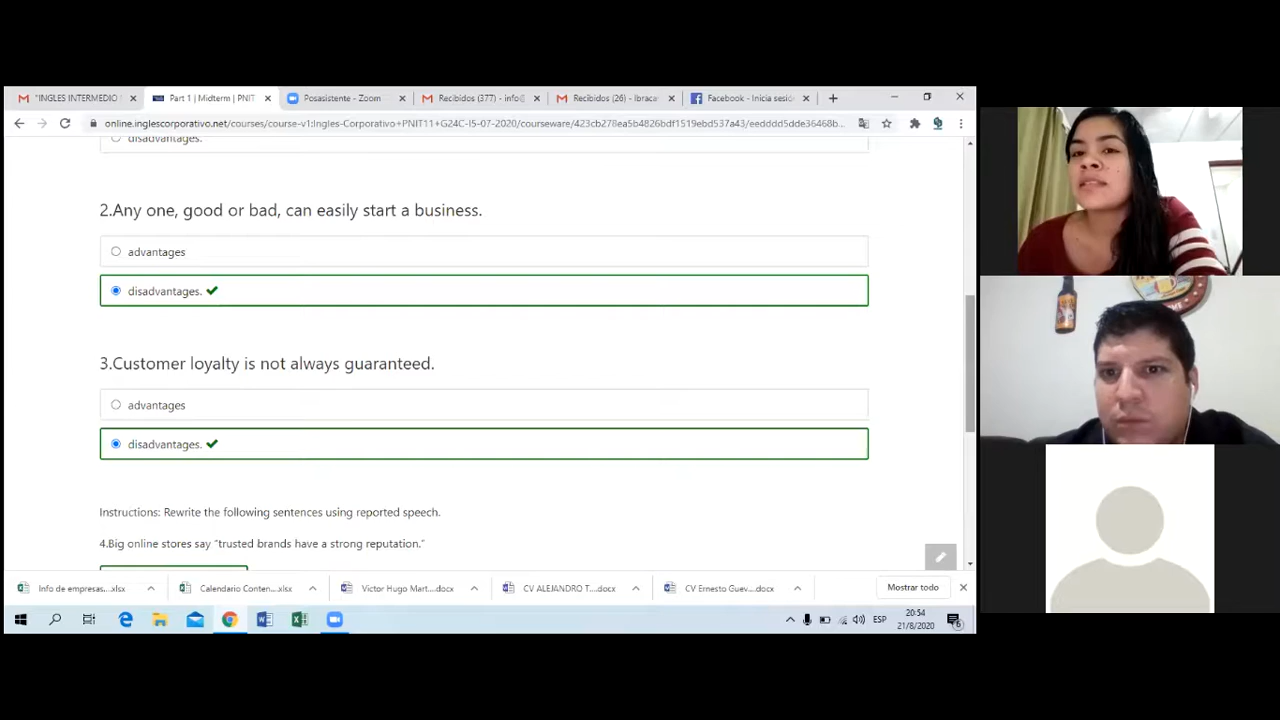 "INGLES INTERMEDIO
Part 1 | Midterm | PNIT
Posasistente - Zoom
Recibidos (377) - info@
Recibidos (26) - lbraca
Facebook - Inicia sesió
online.inglescorporativo.net/courses/course-v1:Ingles-Corporativo+PNIT11+G24C-I5-07-2020/courseware/423cb278ea5b4826bdf1519ebd537a43/eedddd5dde36468b...
disadvantages.
2.Any one, good or bad, can easily start a business.
advantages
disadvantages.
3.Customer loyalty is not always guaranteed.
advantages
disadvantages.
Instructions: Rewrite the following sentences using reported speech.
4.Big online stores say “trusted brands have a strong reputation.”
Info de empresas....xlsx
Calendario Conten....xlsx
Victor Hugo Mart....docx
CV ALEJANDRO T....docx
CV Ernesto Guev....docx
Mostrar todo
ESP
20:54
21/8/2020
6